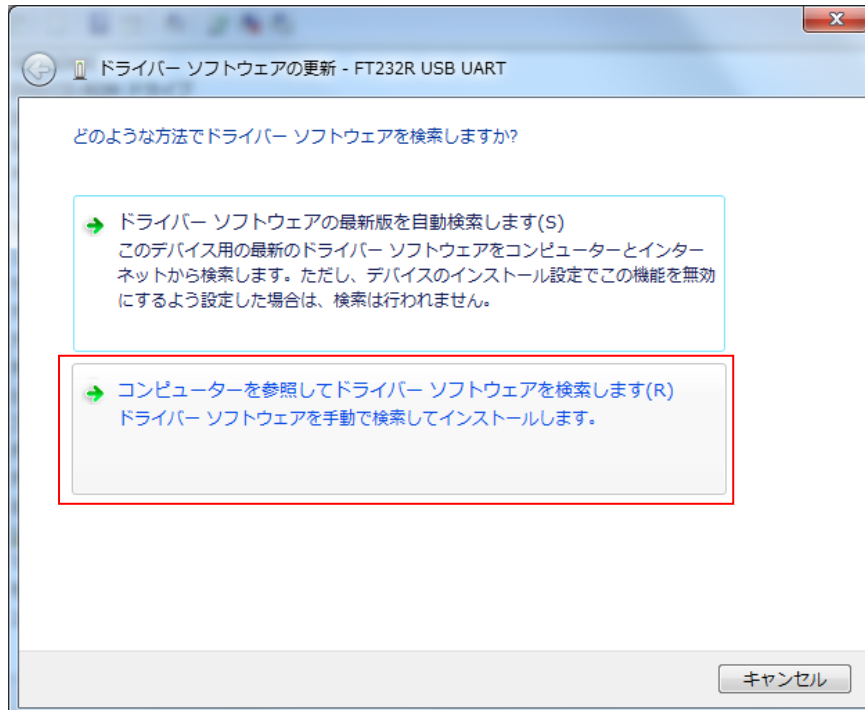 ドライバー ソフトウェアの更新 - FT232R USB UART
どのような方法でドライバー ソフトウェアを検索しますか?
ドライバー ソフトウェアの最新版を自動検索します(S)
このデバイス用の最新のドライバー ソフトウェアをコンピューターとインター
ネットから検索します。ただし、デバイスのインストール設定でこの機能を無効
にするよう設定した場合は、検索は行われません。
コンピューターを参照してドライバー ソフトウェアを検索します(R)
ドライバー ソフトウェアを手動で検索してインストールします。
キャンセル